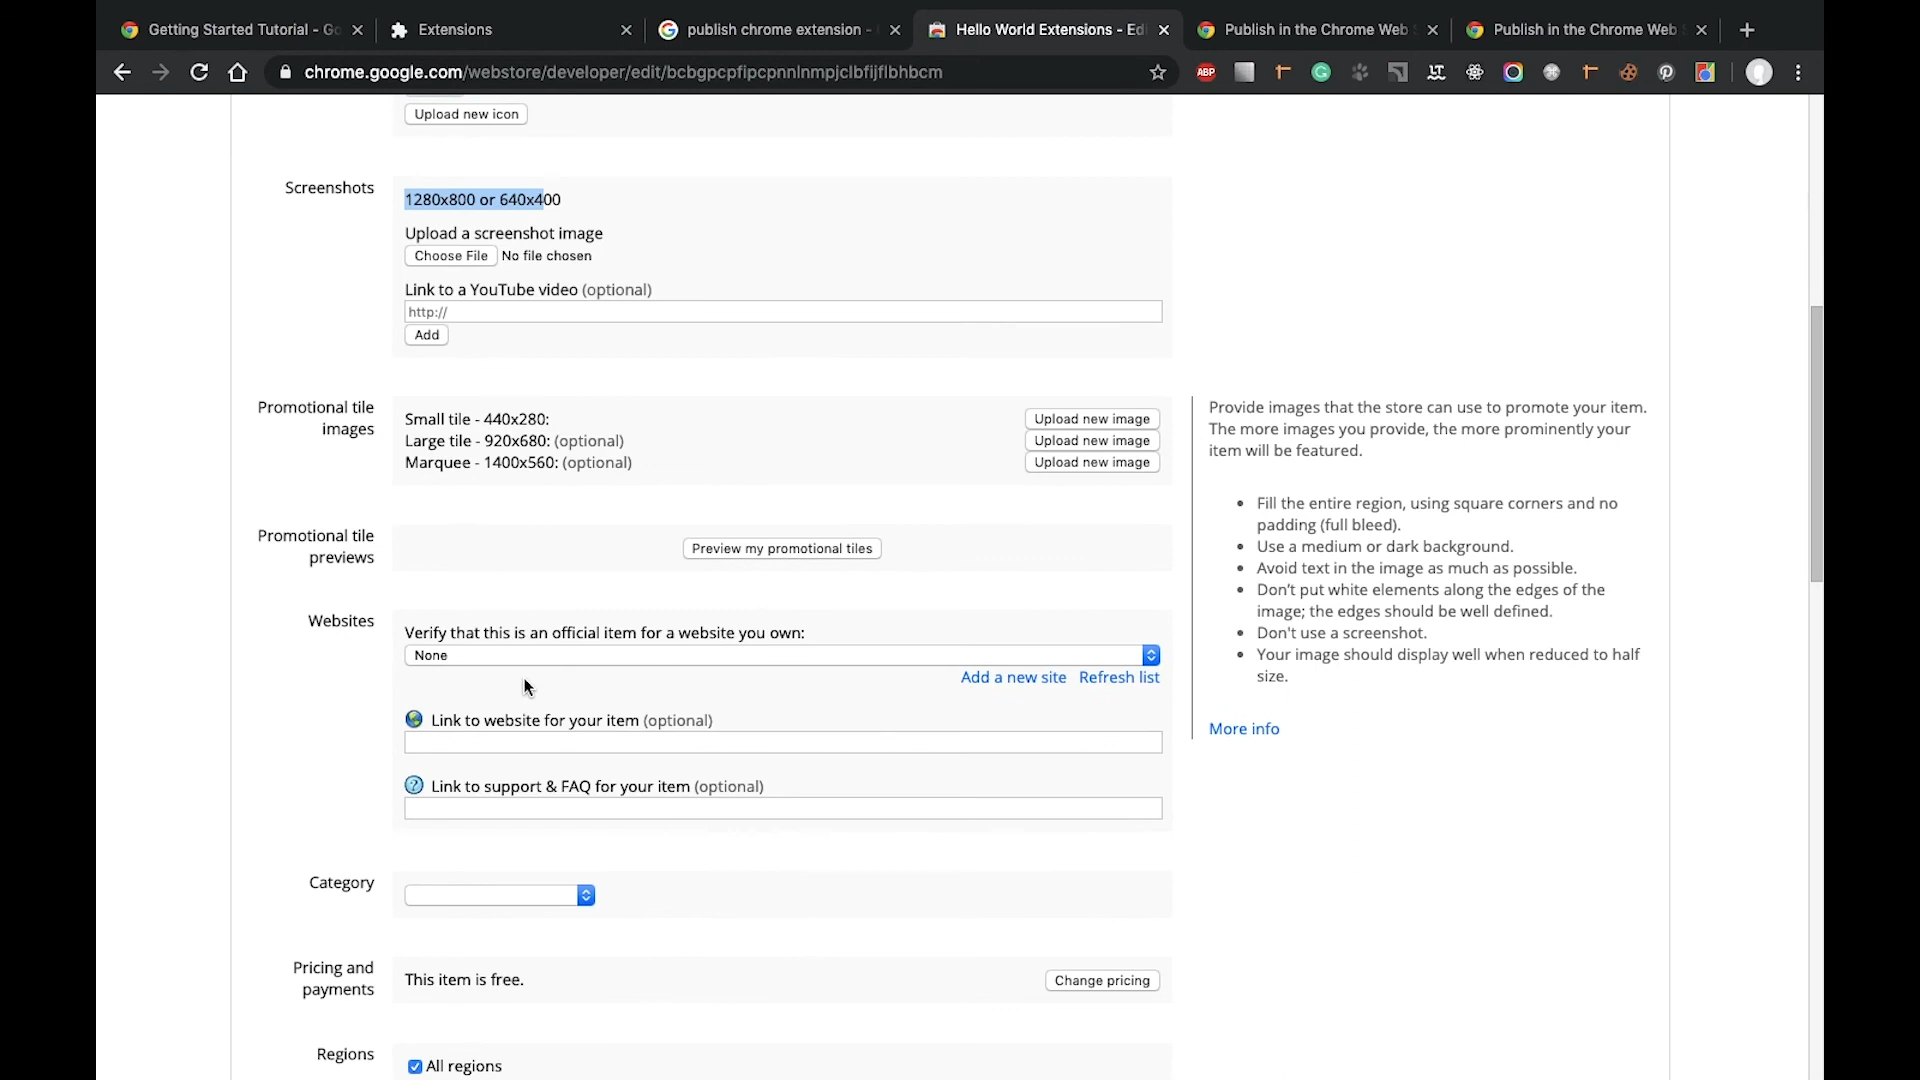 Getting Started Tutorial - Go
Extensions
publish chrome extension -
Hello World Extensions - Edi
Publish in the Chrome Web
Publish in the Chrome Web
chrome.google.com/webstore/developer/edit/bcbgpcpfipcpnnlnmpjclbfijflbhbcm
ABP
Upload new icon
Screenshots
1280x800 or 640x400
Upload a screenshot image
Choose File No file chosen
Link to a YouTube video (optional)
http://
Add
Promotional tile
images
Small tile - 440x280:
Upload new image
Large tile - 920x680: (optional)
Upload new image
Marquee - 1400x560: (optional)
Upload new image
Provide images that the store can use to promote your item.
The more images you provide, the more prominently your
item will be featured.
• Fill the entire region, using square corners and no
padding (full bleed).
• Use a medium or dark background.
• Avoid text in the image as much as possible.
• Don’t put white elements along the edges of the
image; the edges should be well defined.
• Don't use a screenshot.
• Your image should display well when reduced to half
size.
More info
Promotional tile
previews
Preview my promotional tiles
Websites
Verify that this is an official item for a website you own:
None
Add a new site Refresh list
Link to website for your item (optional)
Link to support & FAQ for your item (optional)
Category
Pricing and
payments
This item is free.
Change pricing
Regions
All regions